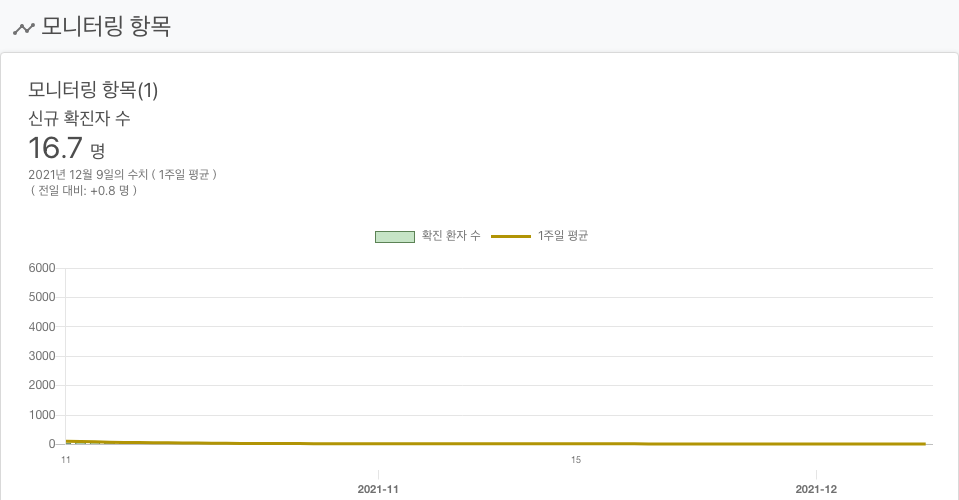 모니터링 항목
모니터링 항목(1)
신규 확진자 수
16.7 명
2021년 12월 9일의 수치 ( 1주일 평균 )
( 전일 대비: +0.8 명 )
확진 환자 수 1주일 평균
6000
5000
4000
3000
2000
1000
0
11 15
2021-11 2021-12